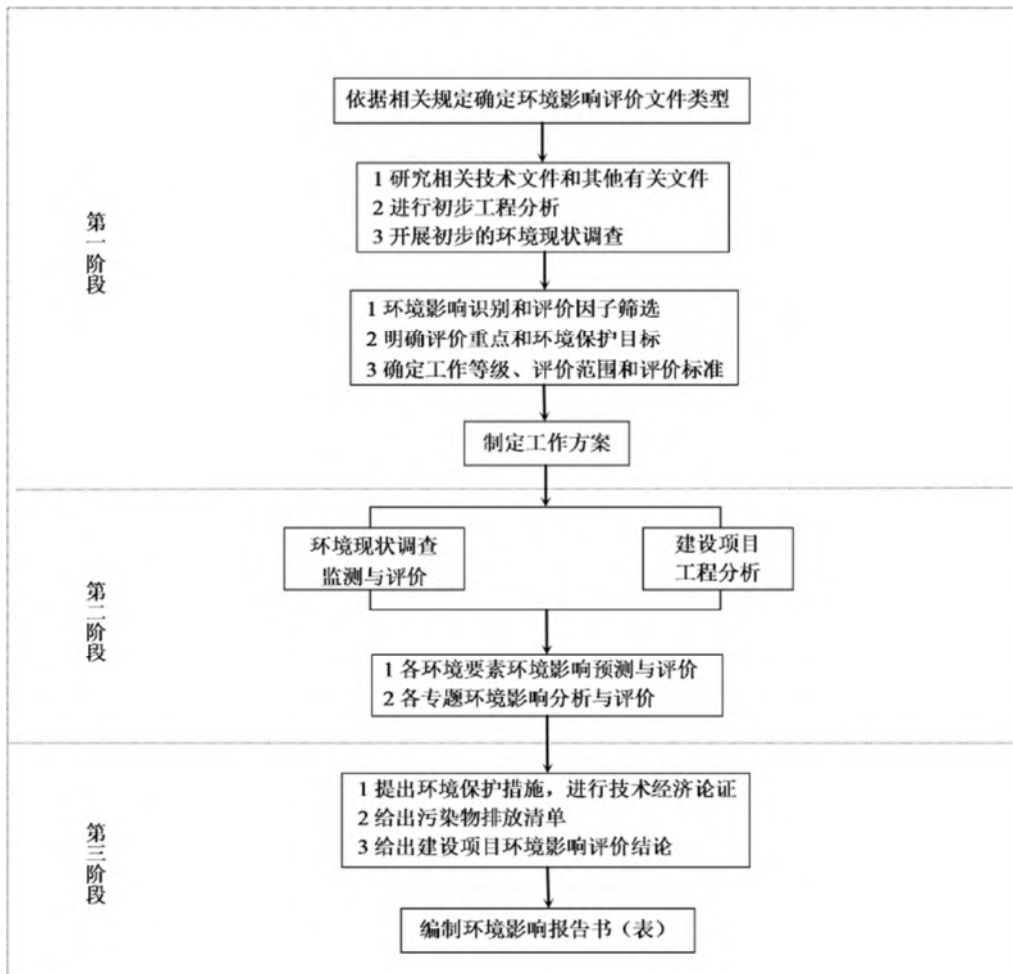 依据相关规定确定环境影响评价文件类型
第一阶段
1 研究相关技术文件和其他有关文件
2 进行初步工程分析
3 开展初步的环境现状调查
1 环境影响识别和评价因子筛选
2 明确评价重点和环境保护目标
3 确定工作等级、评价范围和评价标准
制定工作方案
第二阶段
环境现状调查
监测与评价
建设项目
工程分析
1 各环境要素环境影响预测与评价
2 各专题环境影响分析与评价
第三阶段
1 提出环境保护措施，进行技术经济论证
2 给出污染物排放清单
3 给出建设项目环境影响评价结论
编制环境影响报告书（表）